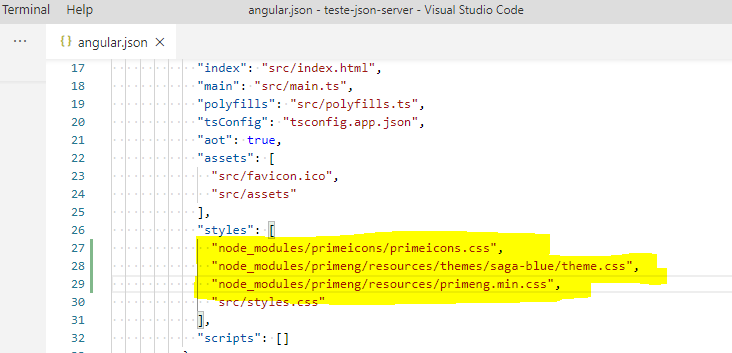 Terminal Help angular.json - teste-json-server - Visual Studio Code
··· {} angular.json ×
17 "index": "src/index.html",
18 "main": "src/main.ts",
19 "polyfills": "src/polyfills.ts",
20 "tsConfig": "tsconfig.app.json",
21 "aot": true,
22 "assets": [
23 "src/favicon.ico",
24 "src/assets"
25 ],
26 "styles": [
27 "node_modules/primeicons/primeicons.css",
28 "node_modules/primeng/resources/themes/saga-blue/theme.css",
29 "node_modules/primeng/resources/primeng.min.css",
30 "src/styles.css"
31 ],
32 "scripts": []
33 }